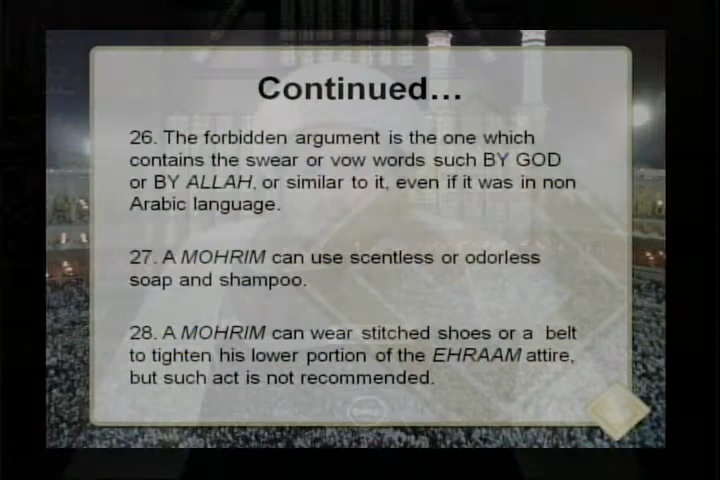 Continued…
26. The forbidden argument is the one which
contains the swear or vow words such BY GOD
or BY ALLAH, or similar to it, even if it was in non
Arabic language.
27. A MOHRIM can use scentless or odorless
soap and shampoo.
28. A MOHRIM can wear stitched shoes or a belt
to tighten his lower portion of the EHRAAM attire,
but such act is not recommended.